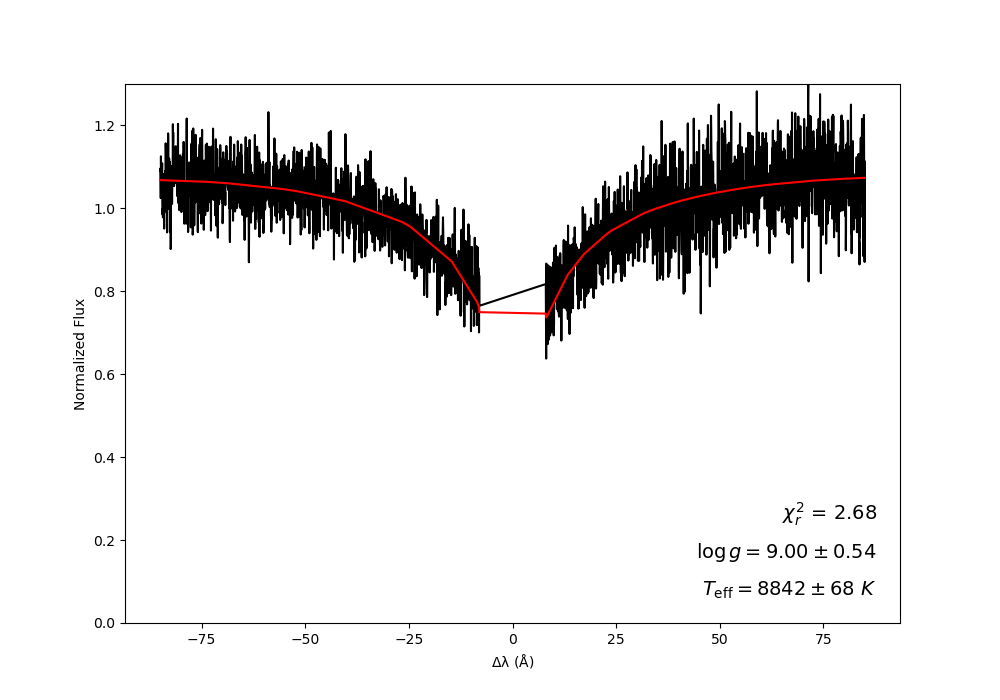 Normalized Flux
1.2
1.0
0.8
0.6
0.4
0.2
0.0
χ²ᵣ = 2.68
log g = 9.00 ± 0.54
T_eff = 8842 ± 68 K
−75 −50 −25 0 25 50 75
Δλ (Å)